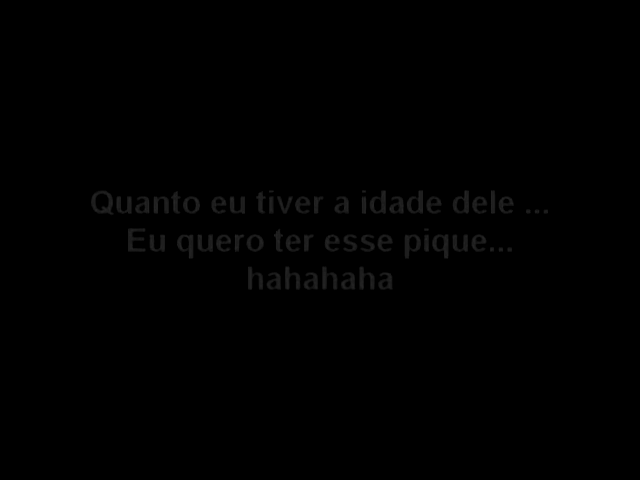 Quanto eu tiver a idade dele ...
Eu quero ter esse pique...
hahahaha